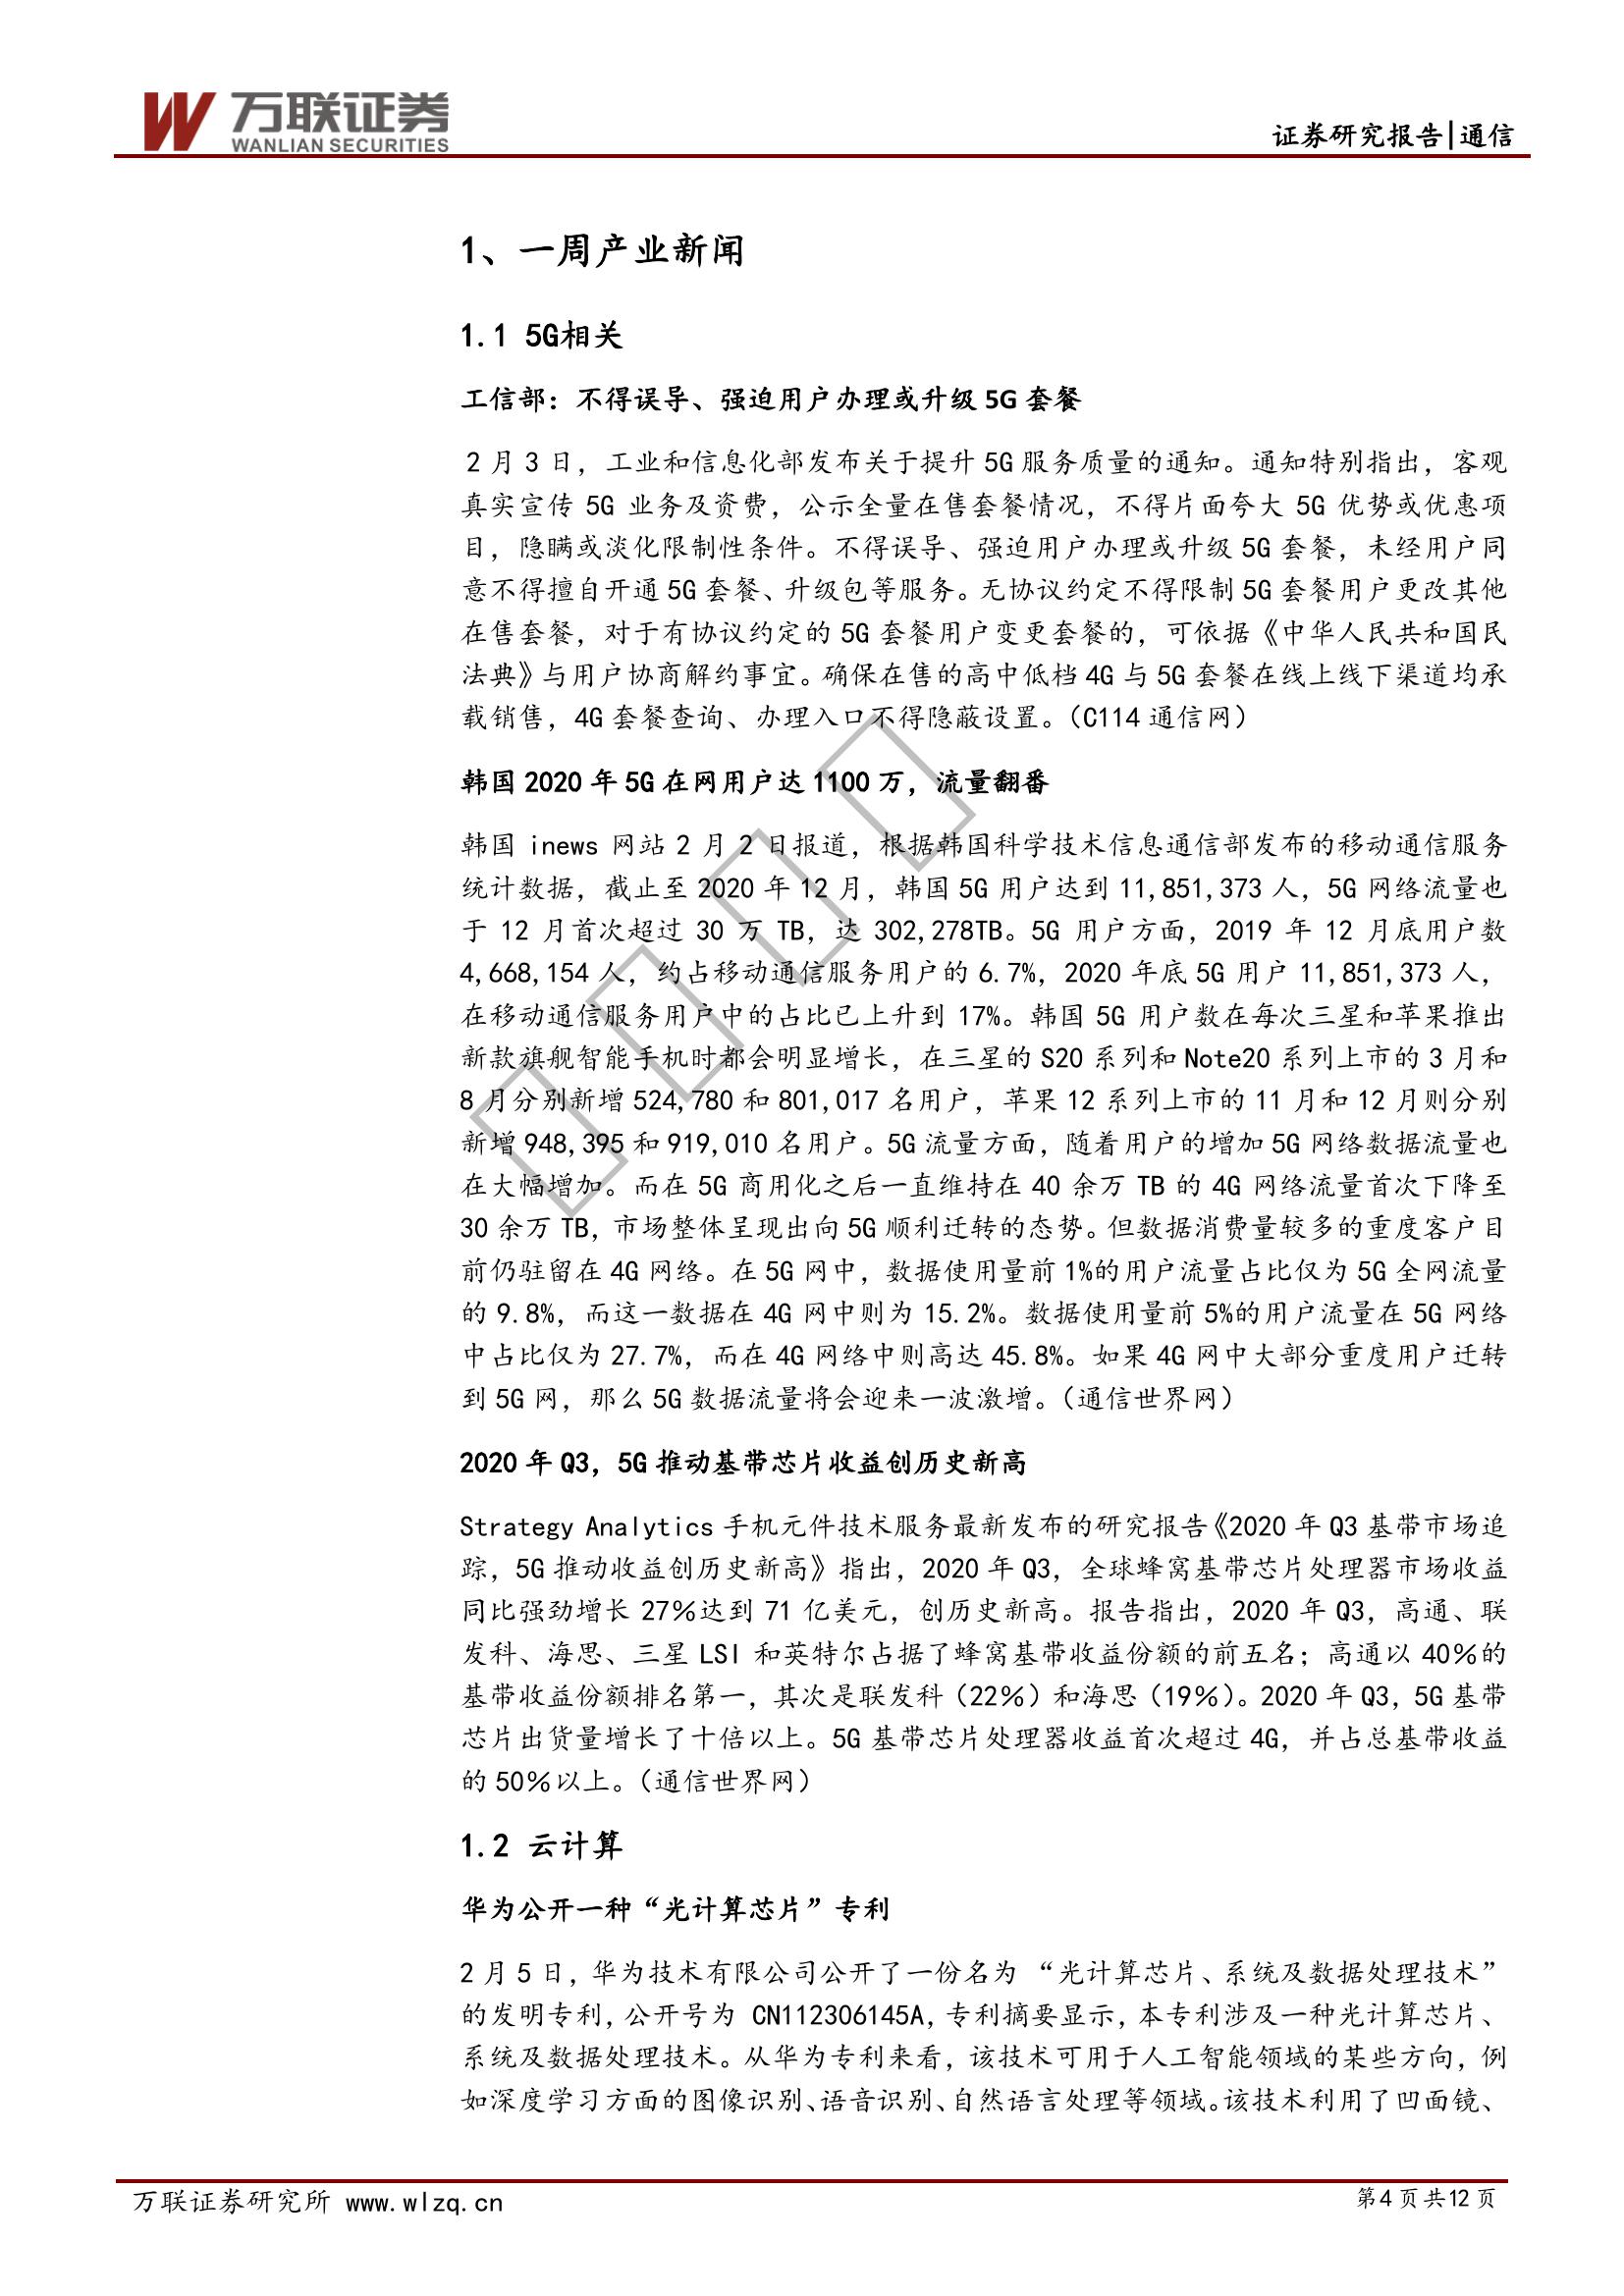 万联证券
WANLIAN SECURITIES
证券研究报告|通信
1、一周产业新闻
1.1 5G相关
工信部：不得误导、强迫用户办理或升级 5G 套餐
2 月 3 日，工业和信息化部发布关于提升 5G 服务质量的通知。通知特别指出，客观
真实宣传 5G 业务及资费，公示全量在售套餐情况，不得片面夸大 5G 优势或优惠项
目，隐瞒或淡化限制性条件。不得误导、强迫用户办理或升级 5G 套餐，未经用户同
意不得擅自开通 5G 套餐、升级包等服务。无协议约定不得限制 5G 套餐用户更改其他
在售套餐，对于有协议约定的 5G 套餐用户变更套餐的，可依据《中华人民共和国民
法典》与用户协商解约事宜。确保在售的高中低档 4G 与 5G 套餐在线上线下渠道均承
载销售，4G 套餐查询、办理入口不得隐蔽设置。（C114 通信网）
韩国 2020 年 5G 在网用户达 1100 万，流量翻番
韩国 inews 网站 2 月 2 日报道，根据韩国科学技术信息通信部发布的移动通信服务
统计数据，截止至 2020 年 12 月，韩国 5G 用户达到 11,851,373 人，5G 网络流量也
于 12 月首次超过 30 万 TB，达 302,278TB。5G 用户方面，2019 年 12 月底用户数
4,668,154 人，约占移动通信服务用户的 6.7%，2020 年底 5G 用户 11,851,373 人，
在移动通信服务用户中的占比已上升到 17%。韩国 5G 用户数在每次三星和苹果推出
新款旗舰智能手机时都会明显增长，在三星的 S20 系列和 Note20 系列上市的 3 月和
8 月分别新增 524,780 和 801,017 名用户，苹果 12 系列上市的 11 月和 12 月则分别
新增 948,395 和 919,010 名用户。5G 流量方面，随着用户的增加 5G 网络数据流量也
在大幅增加。而在 5G 商用化之后一直维持在 40 余万 TB 的 4G 网络流量首次下降至
30 余万 TB，市场整体呈现出向 5G 顺利迁转的态势。但数据消费量较多的重度客户目
前仍驻留在 4G 网络。在 5G 网中，数据使用量前 1%的用户流量占比仅为 5G 全网流量
的 9.8%，而这一数据在 4G 网中则为 15.2%。数据使用量前 5%的用户流量在 5G 网络
中占比仅为 27.7%，而在 4G 网络中则高达 45.8%。如果 4G 网中大部分重度用户迁转
到 5G 网，那么 5G 数据流量将会迎来一波激增。（通信世界网）
2020 年 Q3，5G 推动基带芯片收益创历史新高
Strategy Analytics 手机元件技术服务最新发布的研究报告《2020 年 Q3 基带市场追
踪，5G 推动收益创历史新高》指出，2020 年 Q3，全球蜂窝基带芯片处理器市场收益
同比强劲增长 27％达到 71 亿美元，创历史新高。报告指出，2020 年 Q3，高通、联
发科、海思、三星 LSI 和英特尔占据了蜂窝基带收益份额的前五名；高通以 40％的
基带收益份额排名第一，其次是联发科（22％）和海思（19％）。2020 年 Q3，5G 基带
芯片出货量增长了十倍以上。5G 基带芯片处理器收益首次超过 4G，并占总基带收益
的 50％以上。（通信世界网）
1.2 云计算
华为公开一种“光计算芯片”专利
2 月 5 日，华为技术有限公司公开了一份名为 “光计算芯片、系统及数据处理技术”
的发明专利，公开号为 CN112306145A，专利摘要显示，本专利涉及一种光计算芯片、
系统及数据处理技术。从华为专利来看，该技术可用于人工智能领域的某些方向，例
如深度学习方面的图像识别、语音识别、自然语言处理等领域。该技术利用了凹面镜、
万联证券研究所 www.wlzq.cn
第4页共12页